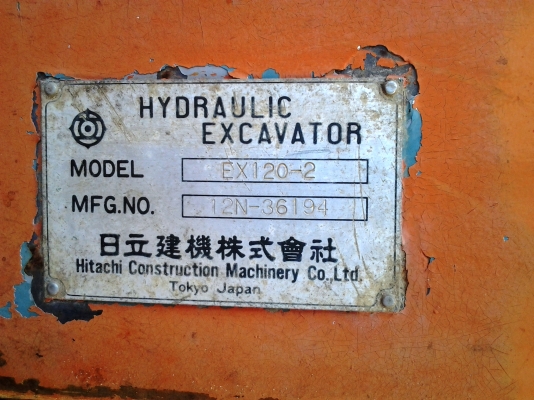 HYDRAULIC
EXCAVATOR
MODEL EX120-2
MFG.NO. 12N-36194
日立建機株式會社
Hitachi Construction Machinery Co.,Ltd.
Tokyo Japan